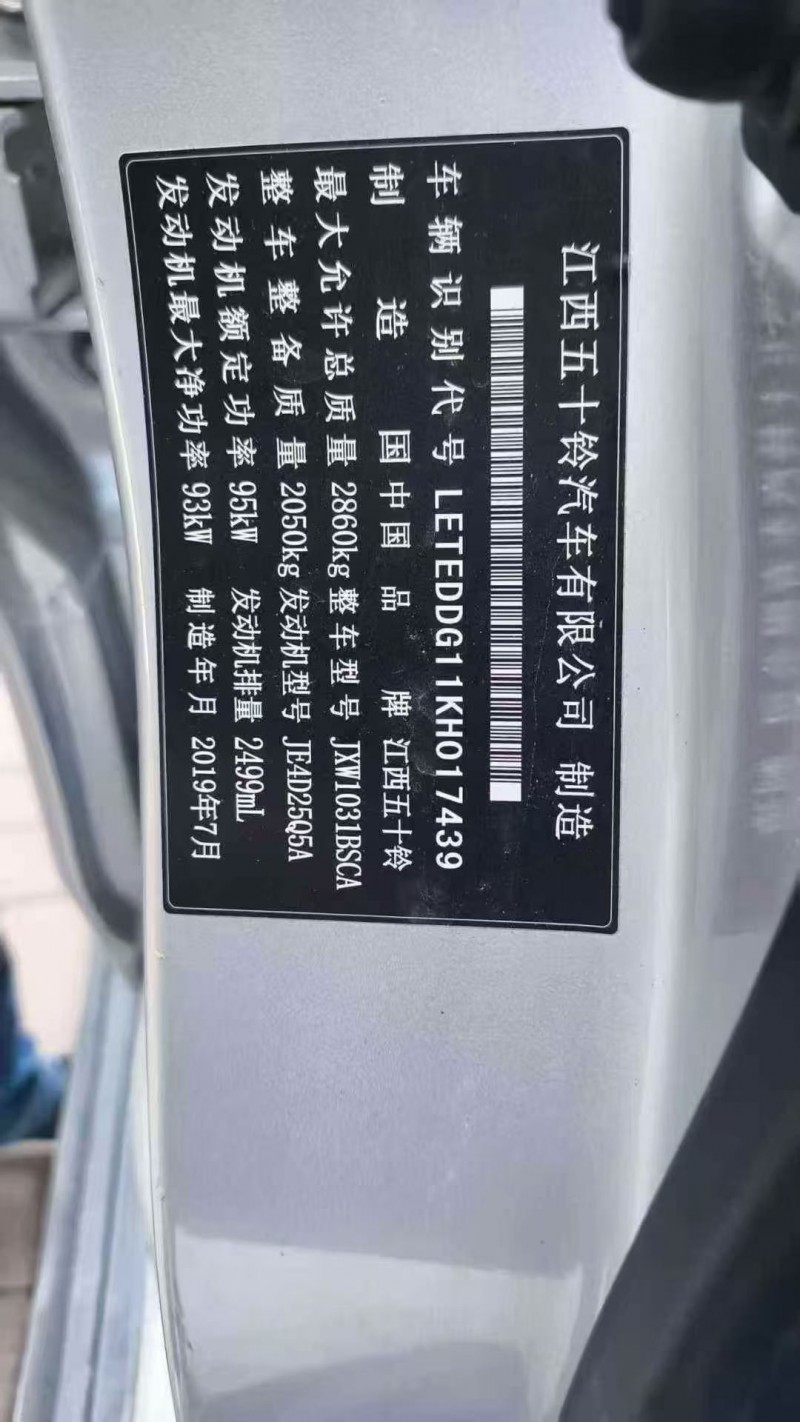 江西五十铃汽车有限公司 制造
车辆识别代号 LETEDDG11KH017439
制造国 中国 品牌 江西五十铃
最大允许总质量 2860kg 整车型号 JXW1031BSCA
整车整备质量 2050kg 发动机型号 JE4D25Q5A
发动机额定功率 95kW 发动机排量 2499mL
发动机最大净功率 93kW 制造年月 2019年7月